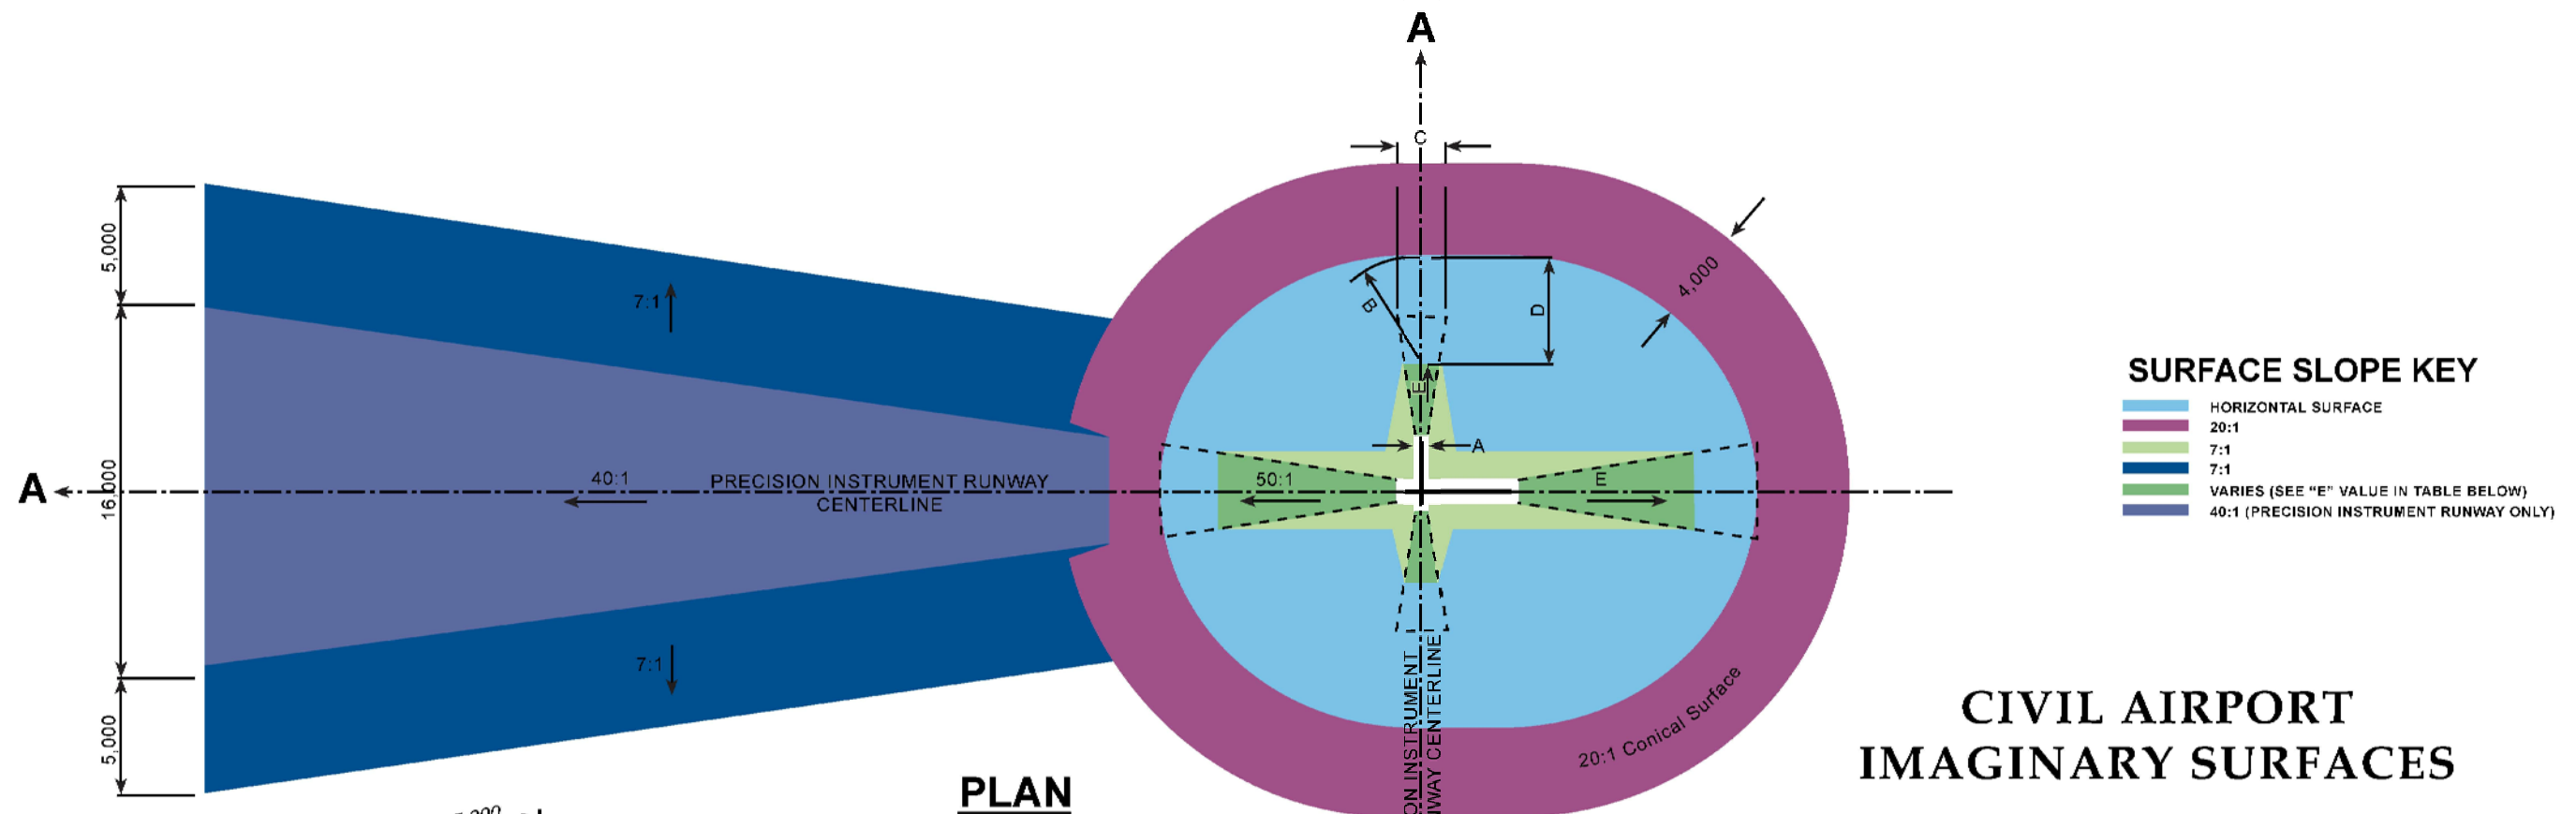 A
C
5,000
4,000
7:1
B
D
E
A
SURFACE SLOPE KEY
HORIZONTAL SURFACE
20:1
7:1
7:1
VARIES (SEE "E" VALUE IN TABLE BELOW)
40:1 (PRECISION INSTRUMENT RUNWAY ONLY)
A
16,000
40:1
PRECISION INSTRUMENT RUNWAY
CENTERLINE
50:1
E
7:1
5,000
ON INSTRUMENT
WAY CENTERLINE
20:1 Conical Surface
CIVIL AIRPORT
IMAGINARY SURFACES
PLAN